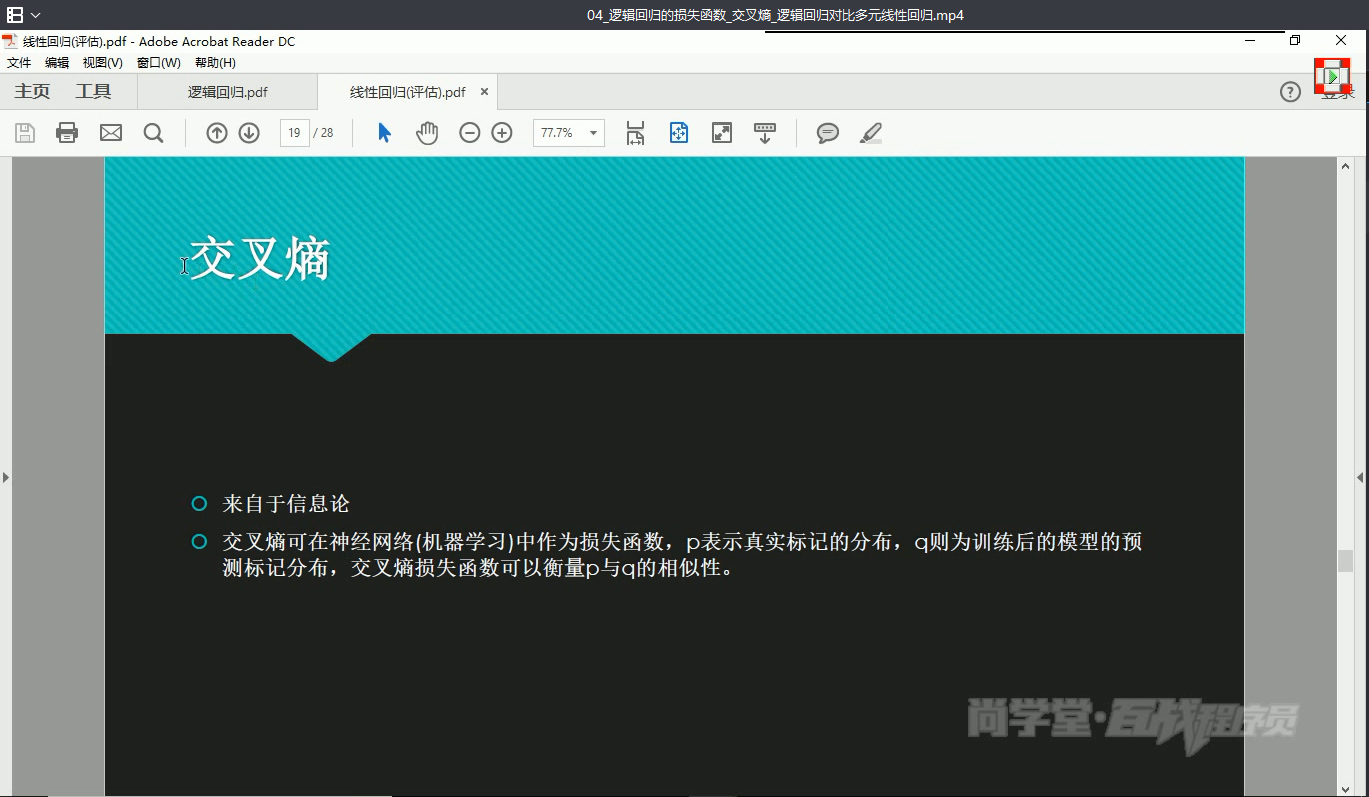 04_逻辑回归的损失函数_交叉熵_逻辑回归对比多元线性回归.mp4
线性回归(评估).pdf - Adobe Acrobat Reader DC
文件 编辑 视图(V) 窗口(W) 帮助(H)
主页 工具 逻辑回归.pdf 线性回归(评估).pdf × 登录
19 / 28 77.7%
交叉熵
来自于信息论
交叉熵可在神经网络(机器学习)中作为损失函数，p表示真实标记的分布，q则为训练后的模型的预
测标记分布，交叉熵损失函数可以衡量p与q的相似性。
尚学堂·百战程序员